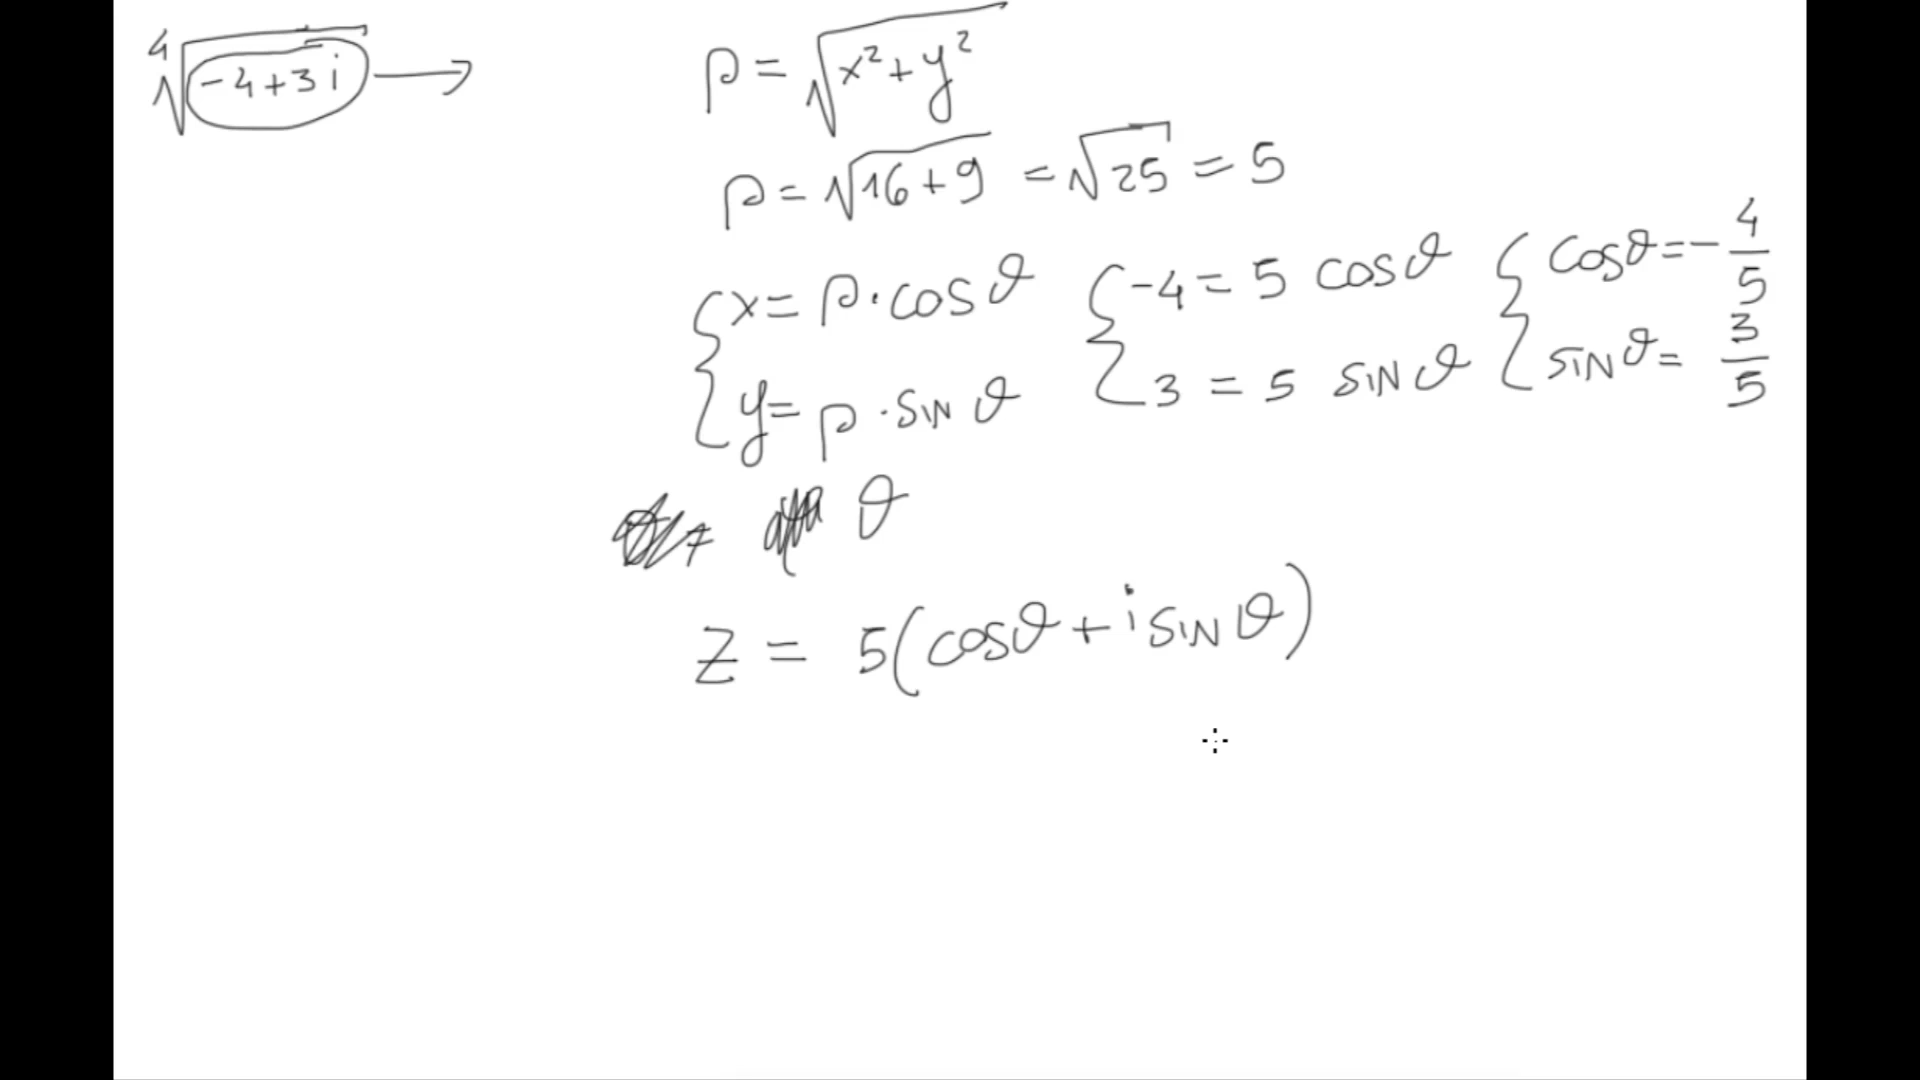 ⁴√(-4+3i) → ρ = √(x²+y²)
ρ = √(16+9) = √25 = 5
{ x = ρ·cosϑ { -4 = 5 cosϑ { cosϑ = -4/5
{ y = ρ·sinϑ { 3 = 5 sinϑ { sinϑ = 3/5
ϑ
z = 5(cosϑ + i sinϑ)